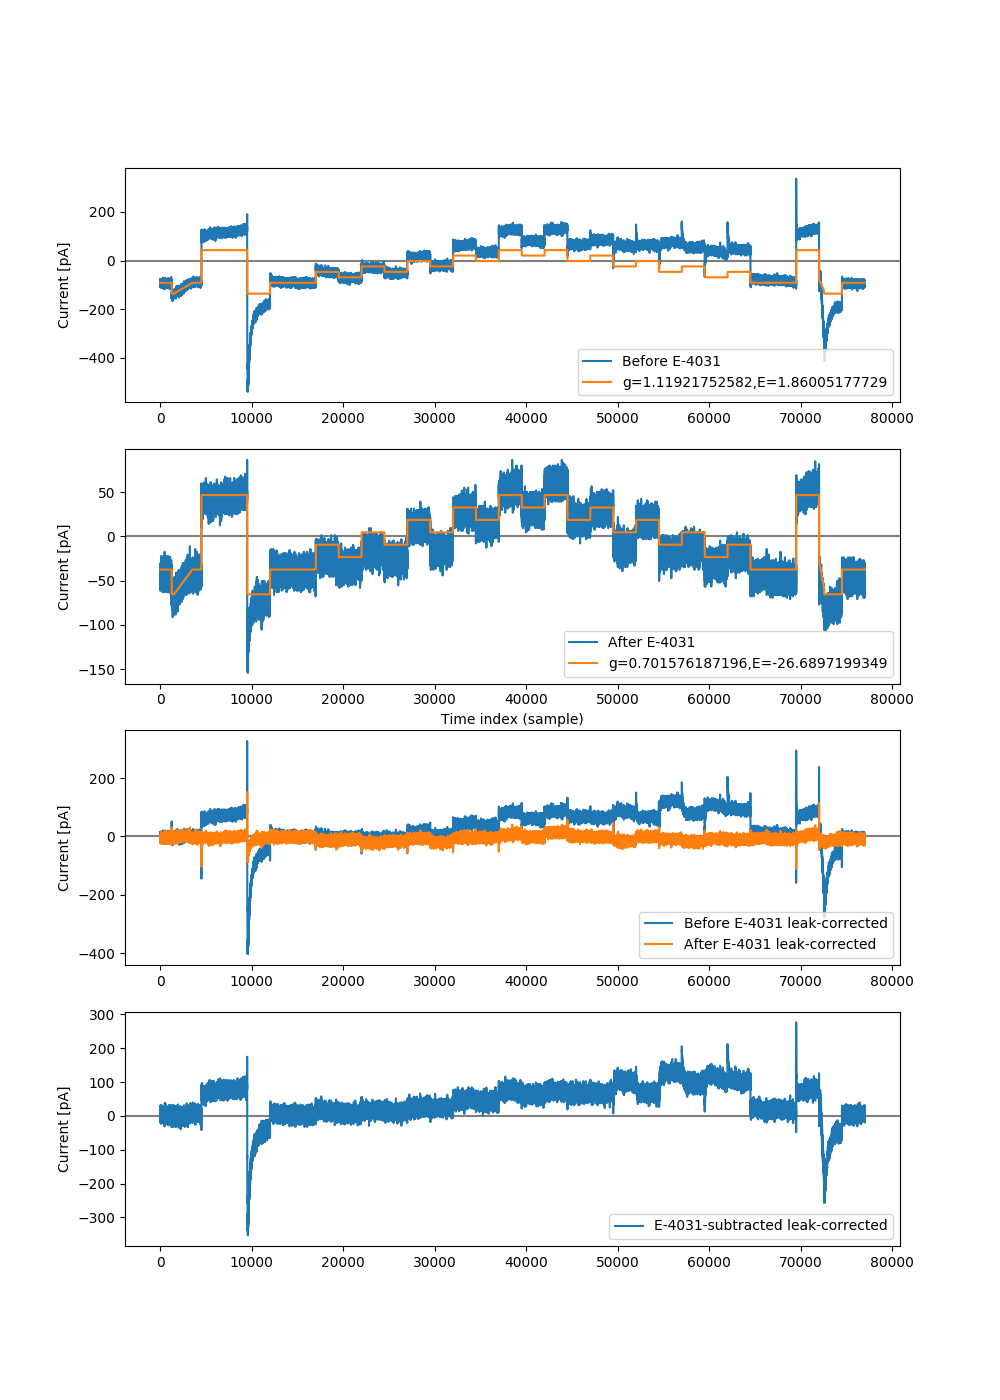 Current [pA]
200
0
−200
−400
Before E-4031
g=1.11921752582,E=1.86005177729
0 10000 20000 30000 40000 50000 60000 70000 80000
Current [pA]
50
0
−50
−100
−150
After E-4031
g=0.701576187196,E=-26.6897199349
0 10000 20000 30000 40000 50000 60000 70000 80000
Time index (sample)
Current [pA]
200
0
−200
−400
Before E-4031 leak-corrected
After E-4031 leak-corrected
0 10000 20000 30000 40000 50000 60000 70000 80000
Current [pA]
300
200
100
0
−100
−200
−300
E-4031-subtracted leak-corrected
0 10000 20000 30000 40000 50000 60000 70000 80000